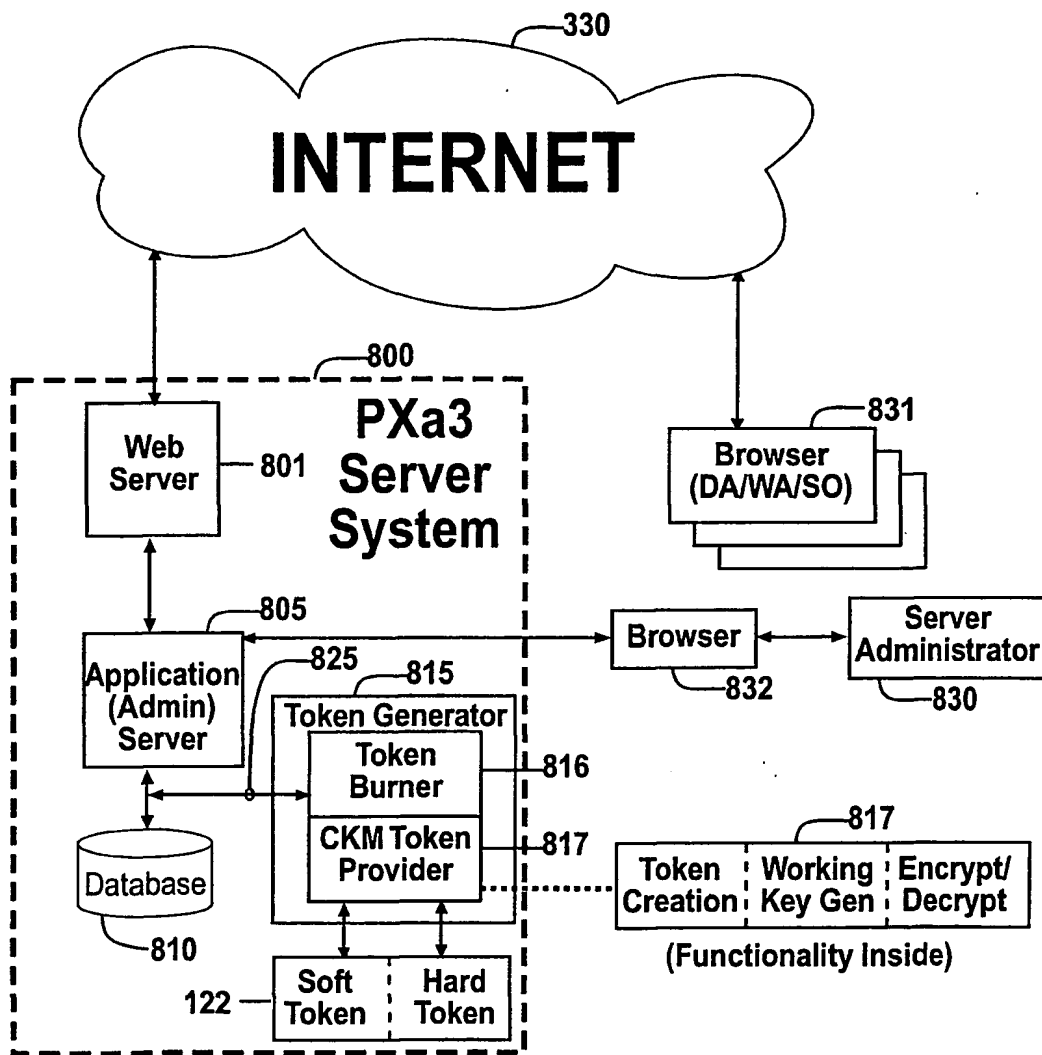 330
INTERNET
800
PXa3
Server
System
Web
Server
801
831
Browser
(DA/WA/SO)
805
Application
(Admin)
Server
825
815
Browser
832
Server
Administrator
830
Token Generator
Token
Burner
816
CKM Token
Provider
817
817
Token
Creation
Working
Key Gen
Encrypt/
Decrypt
(Functionality Inside)
Database
810
122
Soft
Token
Hard
Token